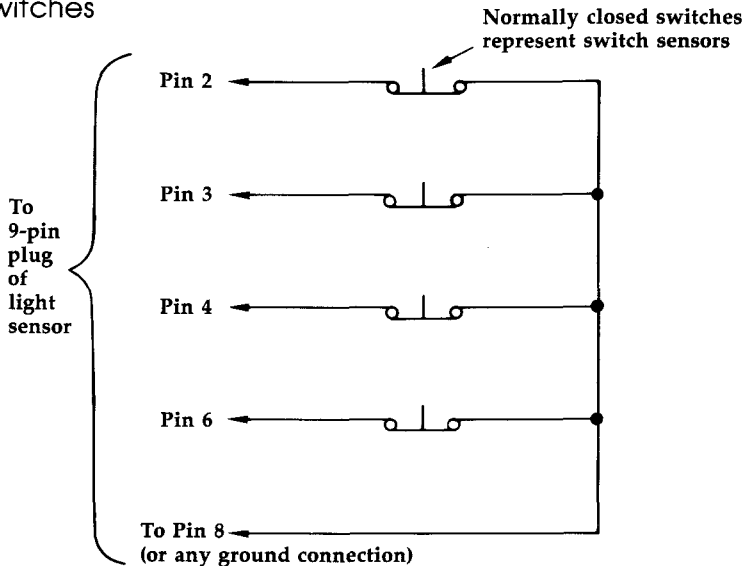 Normally closed switches
represent switch sensors
Pin 2
Pin 3
To
9-pin
plug
of
light
sensor
Pin 4
Pin 6
To Pin 8
(or any ground connection)